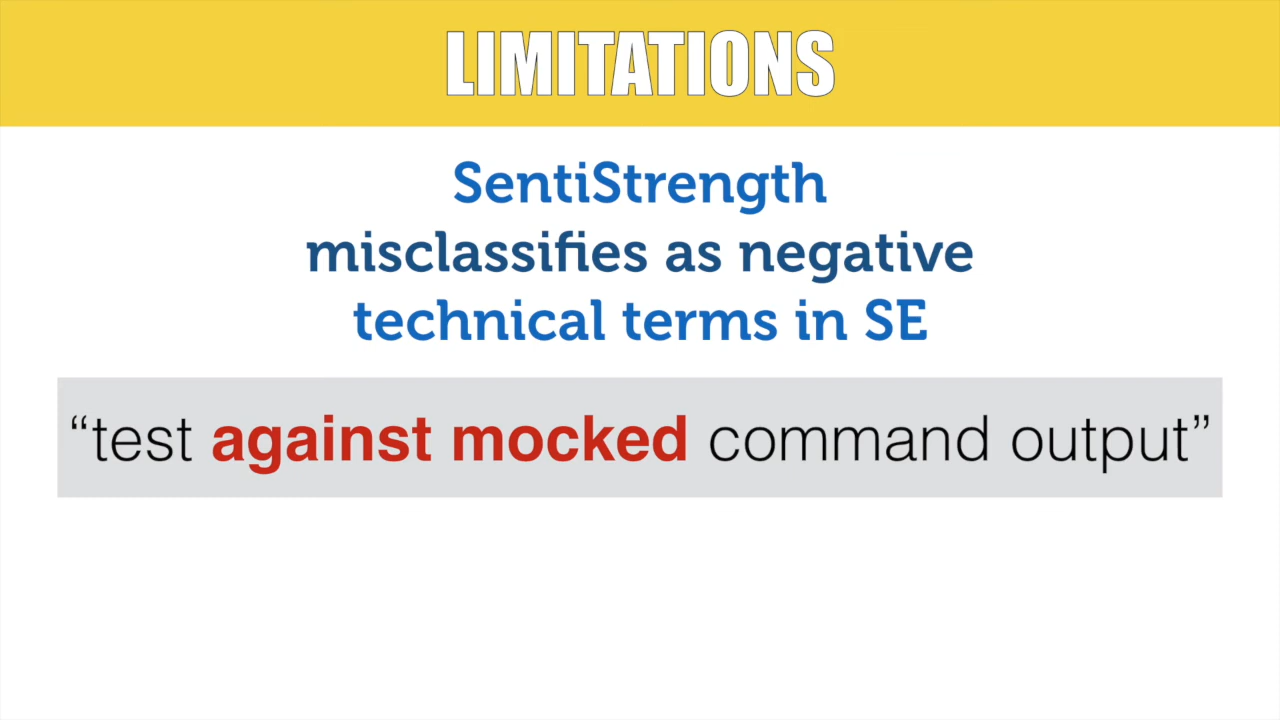 LIMITATIONS
SentiStrength
misclassifies as negative
technical terms in SE
“test against mocked command output”